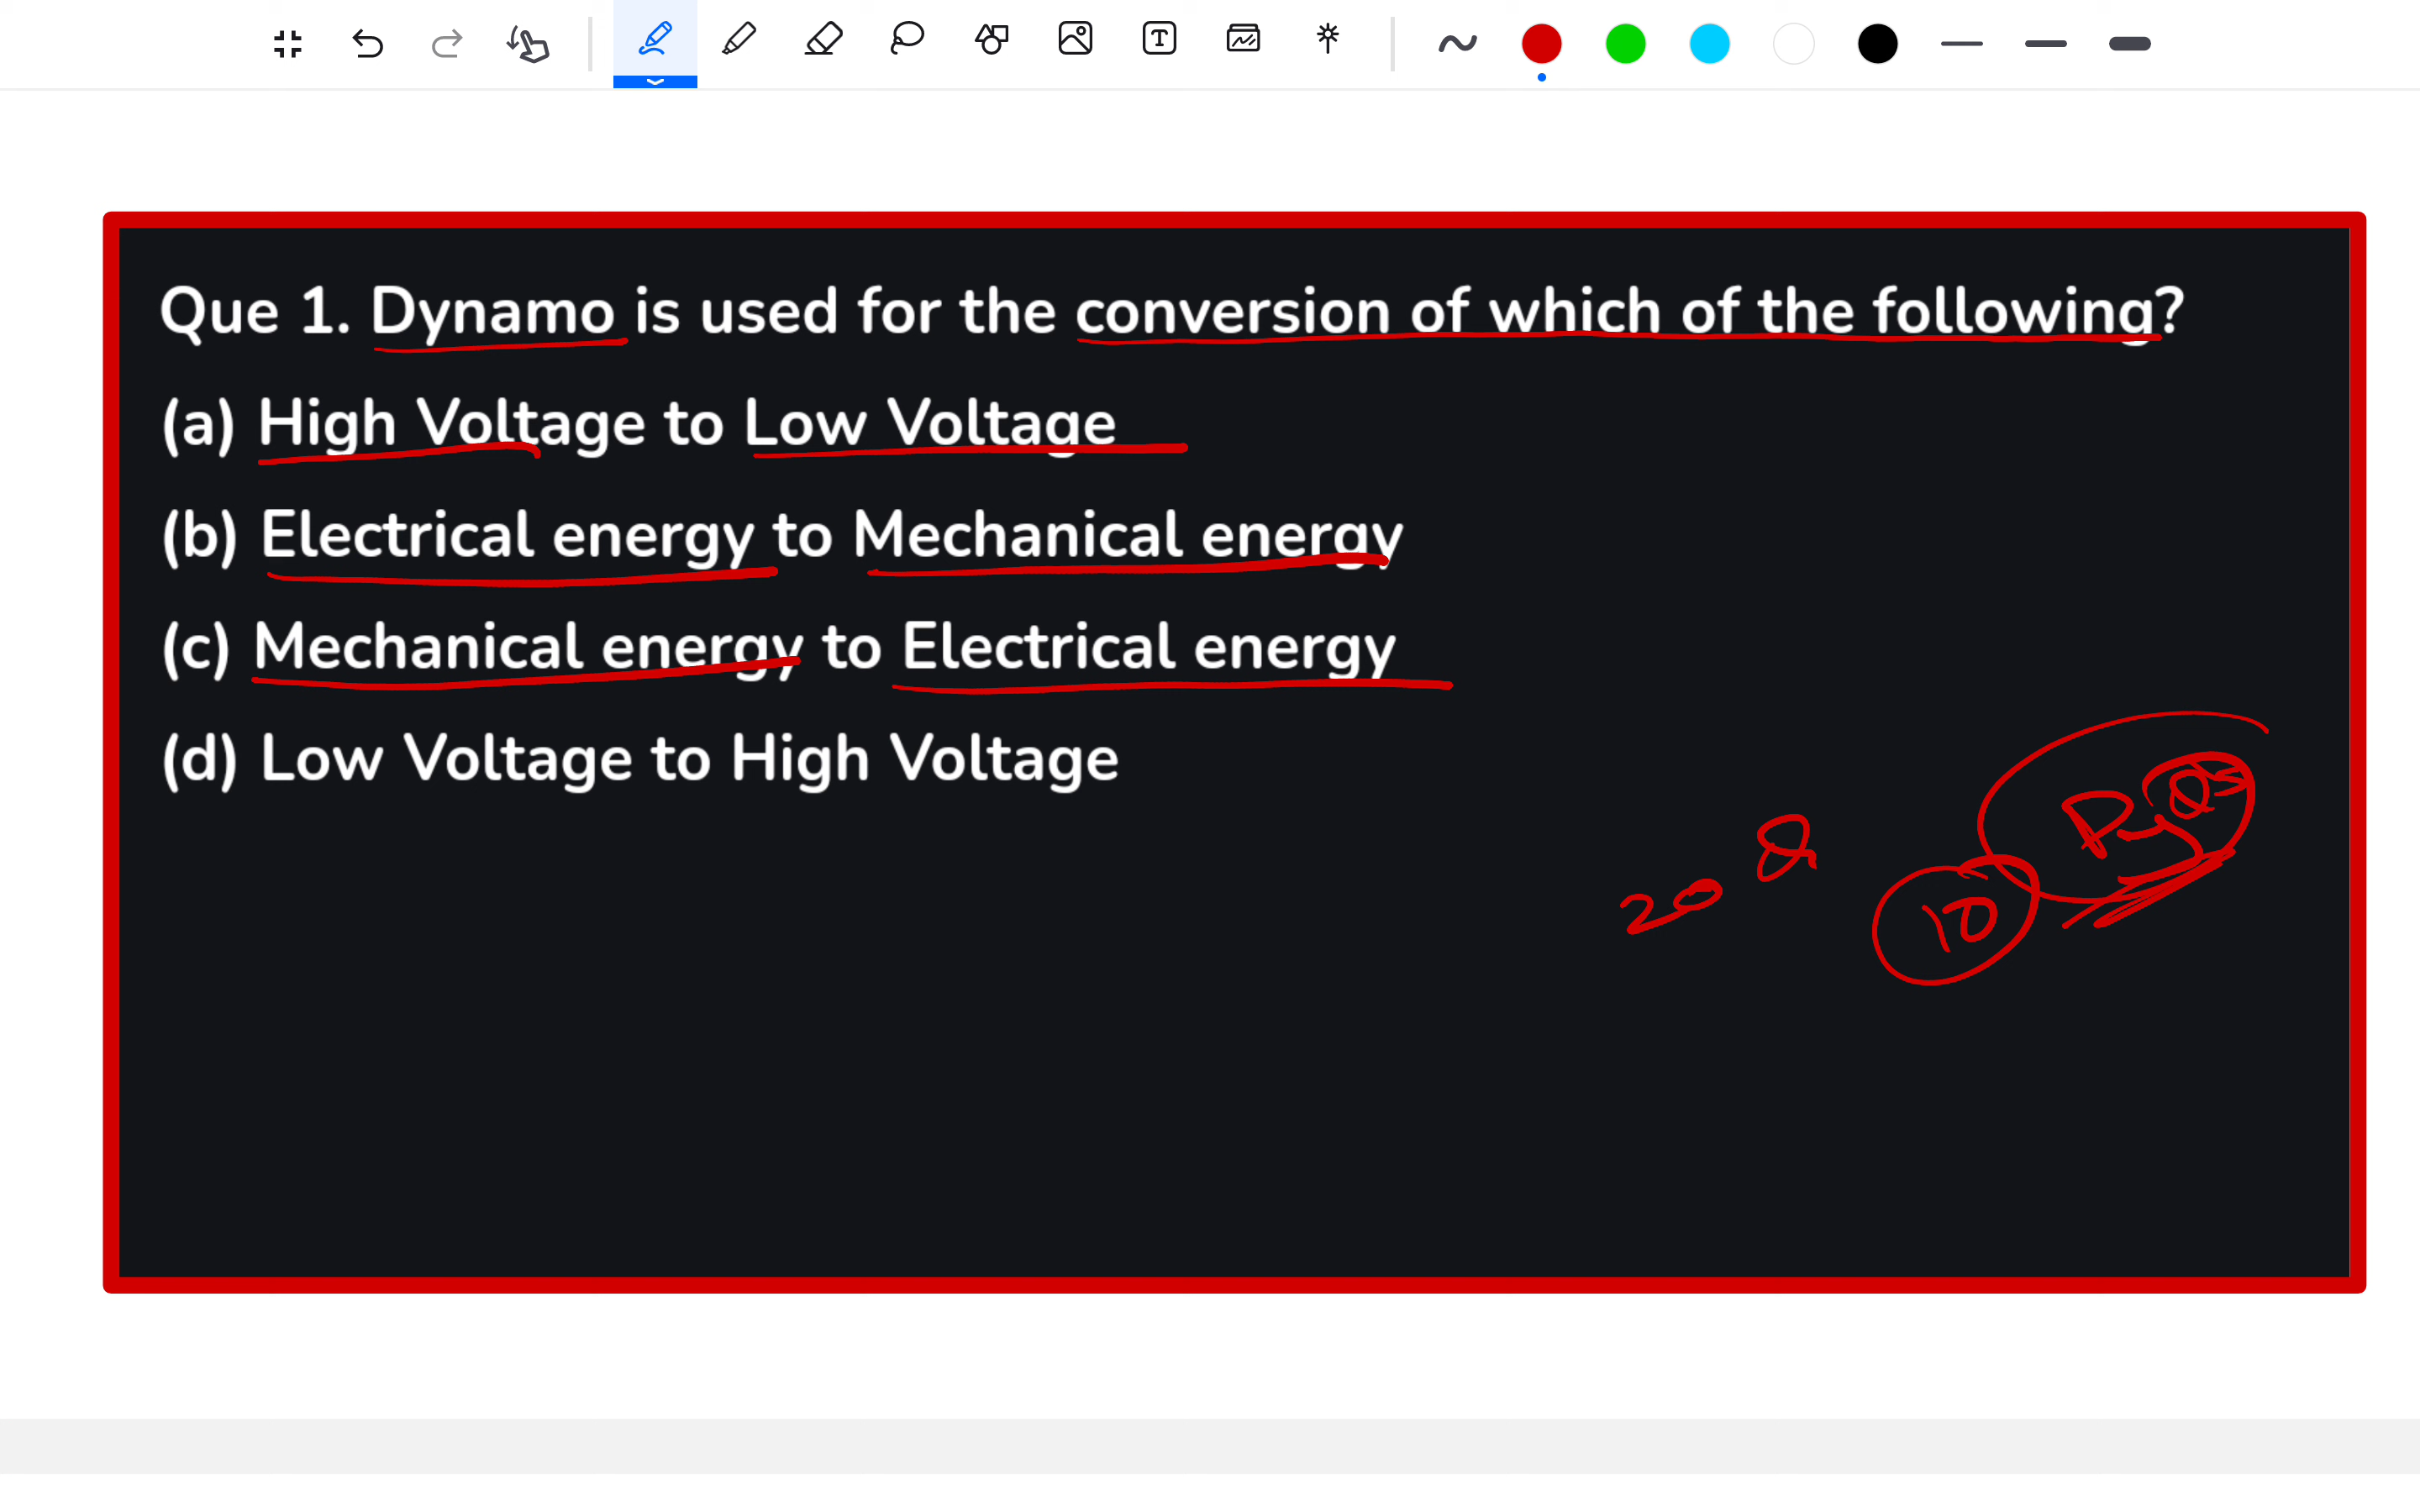 Que 1. Dynamo is used for the conversion of which of the following?
(a) High Voltage to Low Voltage
(b) Electrical energy to Mechanical energy
(c) Mechanical energy to Electrical energy
(d) Low Voltage to High Voltage
20 8
10